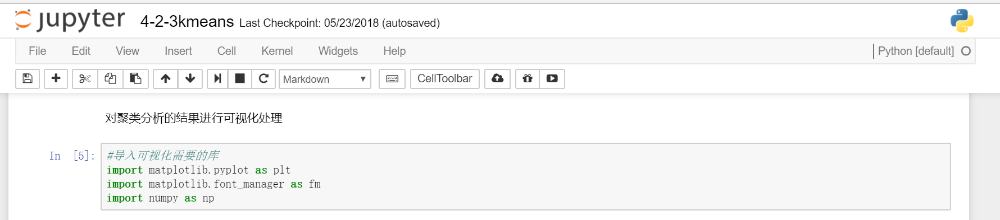 jupyter 4-2-3kmeans Last Checkpoint: 05/23/2018 (autosaved)
File Edit View Insert Cell Kernel Widgets Help Python [default]
Markdown CellToolbar
对聚类分析的结果进行可视化处理
In [5]: #导入可视化需要的库
import matplotlib.pyplot as plt
import matplotlib.font_manager as fm
import numpy as np